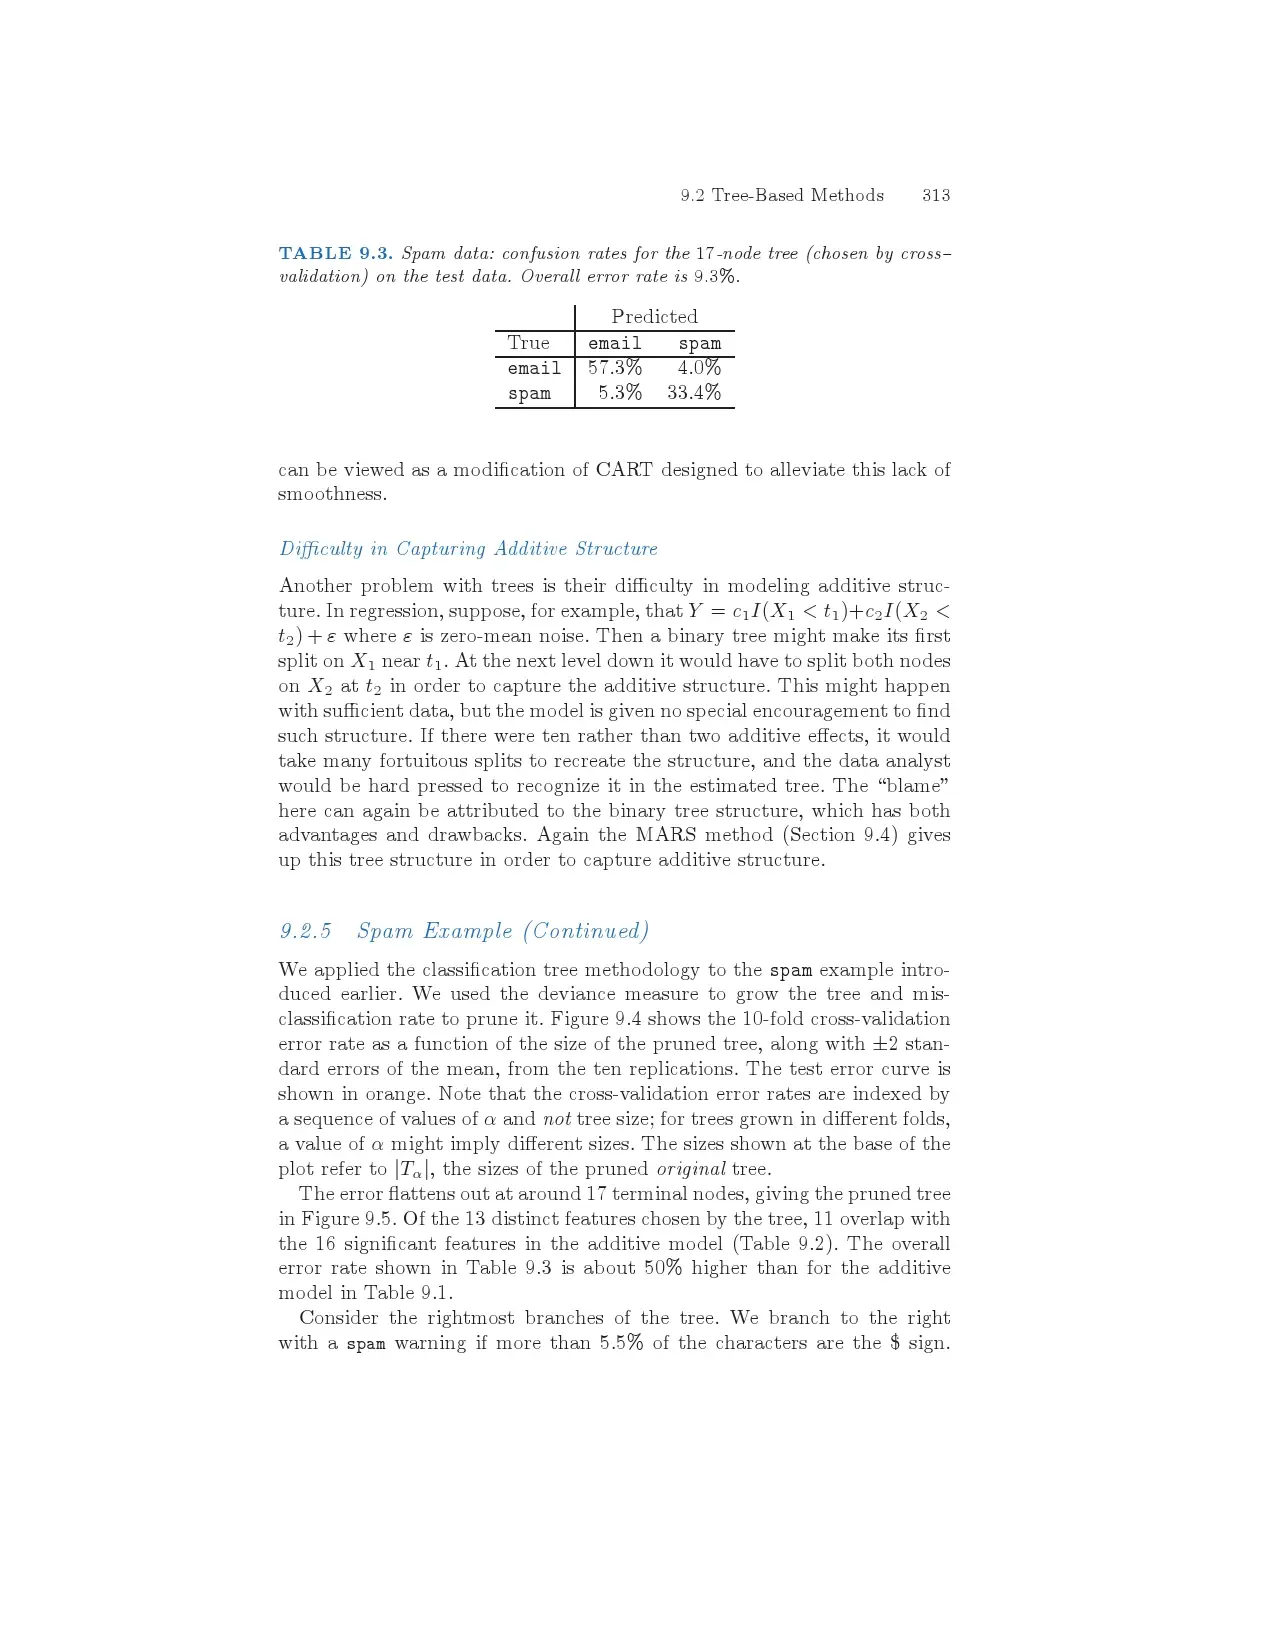 9.2 Tree-Based Methods 313
TABLE 9.3. Spam data: confusion rates for the 17-node tree (chosen by cross–
validation) on the test data. Overall error rate is 9.3%.
Predicted
True email spam
email 57.3% 4.0%
spam 5.3% 33.4%
can be viewed as a modification of CART designed to alleviate this lack of
smoothness.
Difficulty in Capturing Additive Structure
Another problem with trees is their difficulty in modeling additive struc-
ture. In regression, suppose, for example, that Y = c₁I(X₁ < t₁)+c₂I(X₂ <
t₂) + ε where ε is zero-mean noise. Then a binary tree might make its first
split on X₁ near t₁. At the next level down it would have to split both nodes
on X₂ at t₂ in order to capture the additive structure. This might happen
with sufficient data, but the model is given no special encouragement to find
such structure. If there were ten rather than two additive effects, it would
take many fortuitous splits to recreate the structure, and the data analyst
would be hard pressed to recognize it in the estimated tree. The “blame”
here can again be attributed to the binary tree structure, which has both
advantages and drawbacks. Again the MARS method (Section 9.4) gives
up this tree structure in order to capture additive structure.
9.2.5 Spam Example (Continued)
We applied the classification tree methodology to the spam example intro-
duced earlier. We used the deviance measure to grow the tree and mis-
classification rate to prune it. Figure 9.4 shows the 10-fold cross-validation
error rate as a function of the size of the pruned tree, along with ±2 stan-
dard errors of the mean, from the ten replications. The test error curve is
shown in orange. Note that the cross-validation error rates are indexed by
a sequence of values of α and not tree size; for trees grown in different folds,
a value of α might imply different sizes. The sizes shown at the base of the
plot refer to |Tα|, the sizes of the pruned original tree.
The error flattens out at around 17 terminal nodes, giving the pruned tree
in Figure 9.5. Of the 13 distinct features chosen by the tree, 11 overlap with
the 16 significant features in the additive model (Table 9.2). The overall
error rate shown in Table 9.3 is about 50% higher than for the additive
model in Table 9.1.
Consider the rightmost branches of the tree. We branch to the right
with a spam warning if more than 5.5% of the characters are the $ sign.